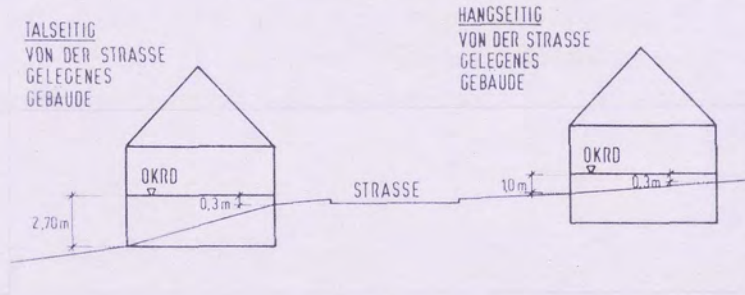 TALSEITIG
VON DER STRASSE
GELEGENES
GEBAUDE
HANGSEITIG
VON DER STRASSE
GELEGENES
GEBAUDE
OKRD
0,3m
2,70m
STRASSE
OKRD
1,0m
0,3m